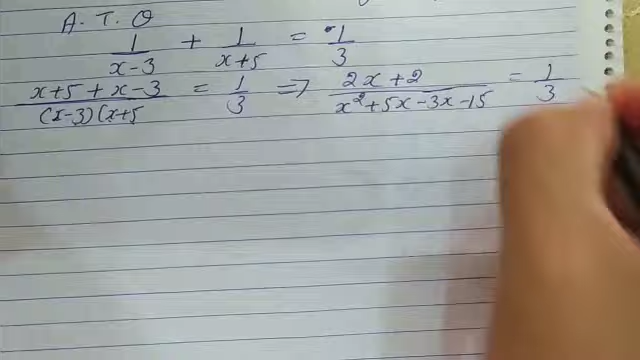 A. T. Q
1/(x-3) + 1/(x+5) = 1/3
(x+5+x-3)/((x-3)(x+5) = 1/3 => (2x+2)/(x²+5x-3x-15) = 1/3